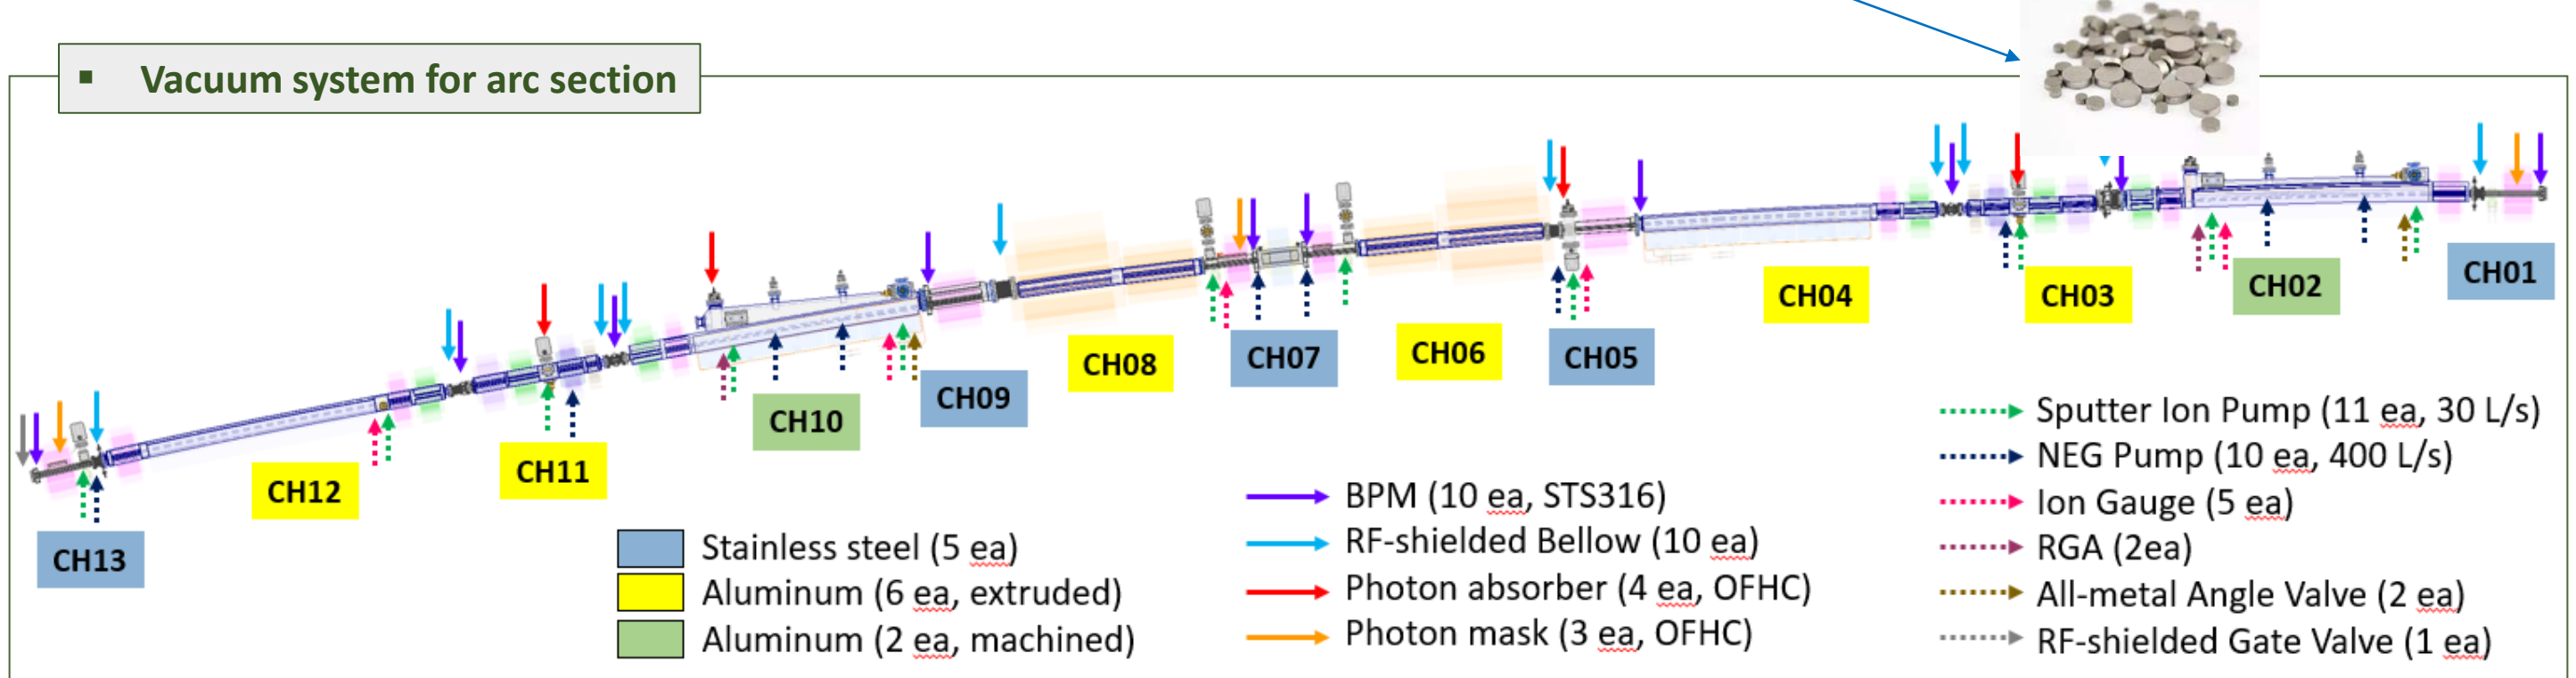 ▪ Vacuum system for arc section
CH01
CH02
CH03
CH04
CH05
CH06
CH07
CH08
CH09
CH10
CH11
CH12
CH13
Stainless steel (5 ea)
Aluminum (6 ea, extruded)
Aluminum (2 ea, machined)
BPM (10 ea, STS316)
RF-shielded Bellow (10 ea)
Photon absorber (4 ea, OFHC)
Photon mask (3 ea, OFHC)
Sputter Ion Pump (11 ea, 30 L/s)
NEG Pump (10 ea, 400 L/s)
Ion Gauge (5 ea)
RGA (2ea)
All-metal Angle Valve (2 ea)
RF-shielded Gate Valve (1 ea)